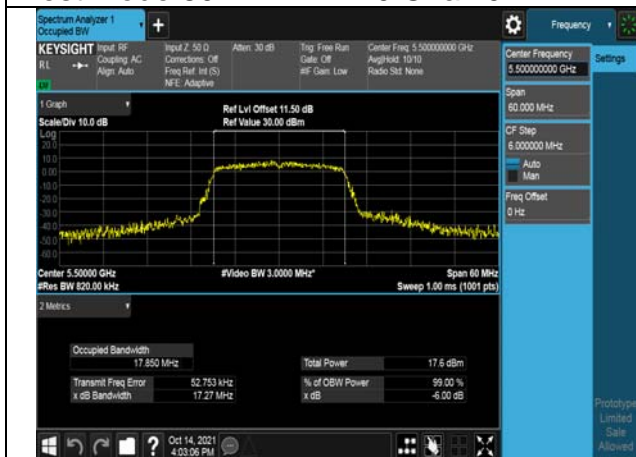 Spectrum Analyzer 1
Occupied BW
+
Frequency
KEYSIGHT
RL
Input: RF
Coupling: AC
Align: Auto
Input Z: 50 Ω
Corrections: Off
Freq Ref: Int (S)
NFE: Adaptive
Atten: 30 dB
Trig: Free Run
Gate: Off
#IF Gain: Low
Center Freq: 5.500000000 GHz
Avg|Hold: 10/10
Radio Std: None
Center Frequency
5.500000000 GHz
Settings
Span
60.000 MHz
CF Step
6.000000 MHz
Auto
Man
Freq Offset
0 Hz
1 Graph
Scale/Div 10.0 dB
Ref Lvl Offset 11.50 dB
Ref Value 30.00 dBm
Log
20.0
10.0
0.00
-10.0
-20.0
-30.0
-40.0
-50.0
-60.0
Center 5.50000 GHz
#Res BW 820.00 kHz
#Video BW 3.0000 MHz*
Span 60 MHz
Sweep 1.00 ms (1001 pts)
2 Metrics
Occupied Bandwidth
17.850 MHz
Total Power 17.6 dBm
Transmit Freq Error 52.753 kHz
% of OBW Power 99.00 %
x dB Bandwidth 17.27 MHz
x dB -6.00 dB
Prototype
Limited
Sale
Allowed
?
Oct 14, 2021
4:03:06 PM